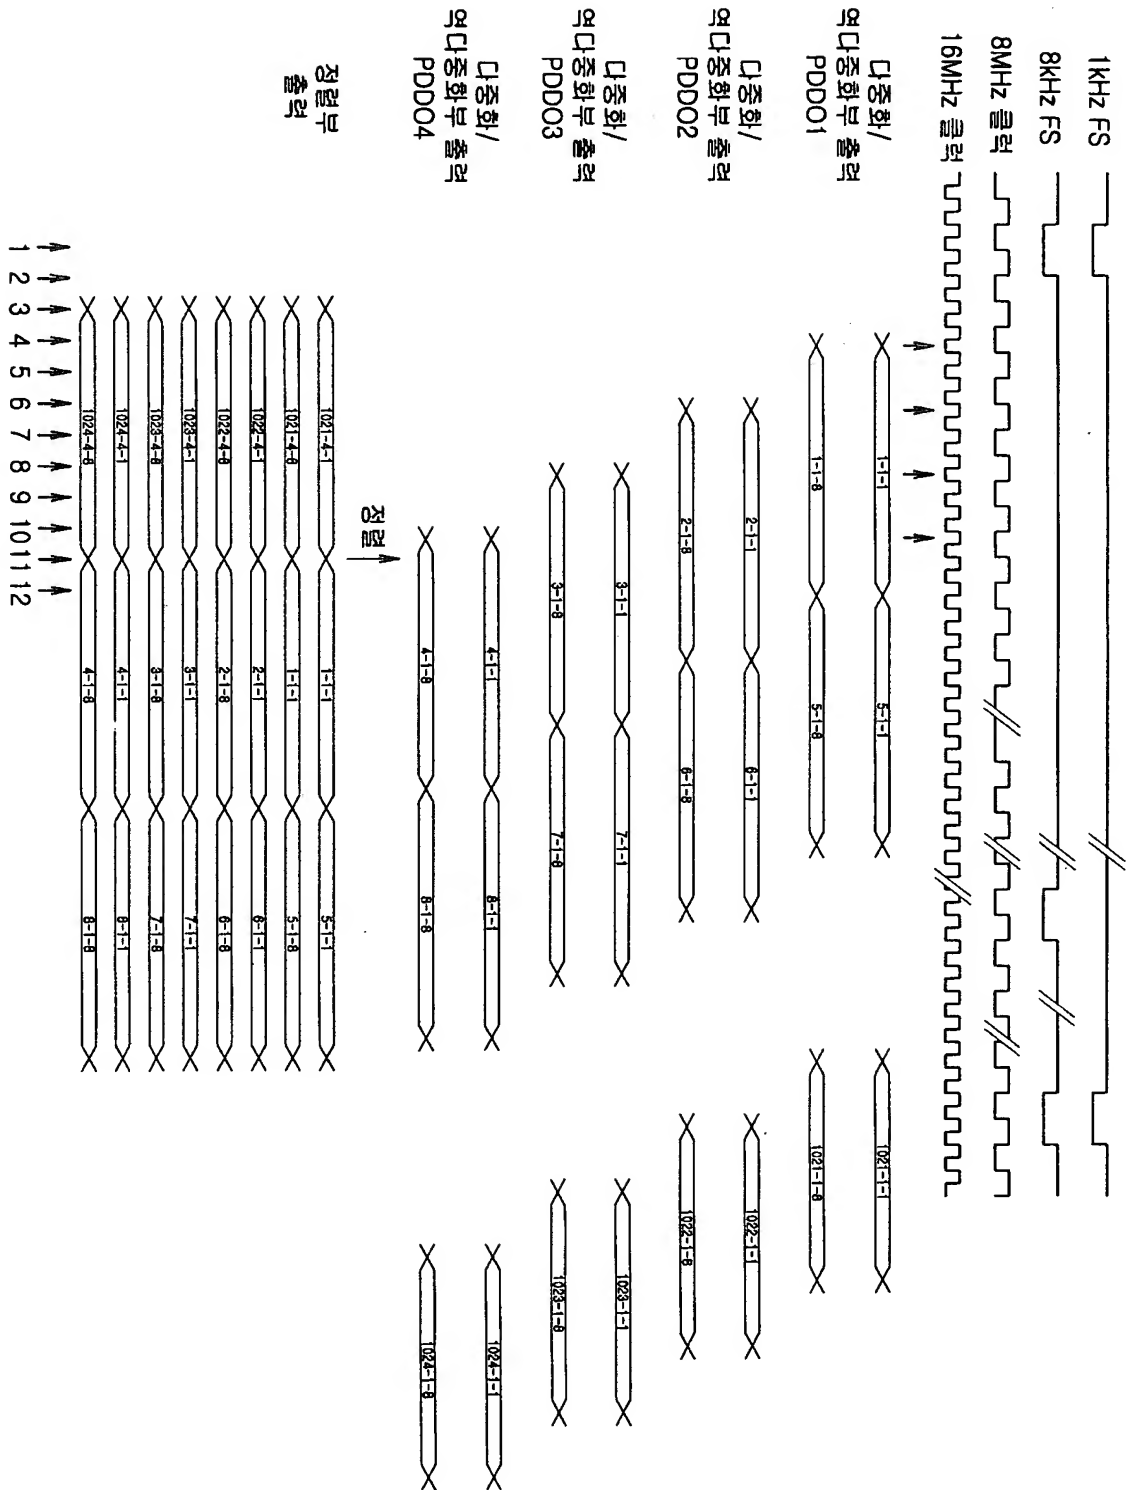 1kHz FS
8kHz FS
8MHz 클럭
16MHz 클럭
다중화/
역다중화부 출력
PDDO1
1-1-1 5-1-1 1021-1-1
1-1-8 5-1-8 1021-1-8
다중화/
역다중화부 출력
PDDO2
2-1-1 6-1-1 1022-1-1
2-1-8 6-1-8 1022-1-8
다중화/
역다중화부 출력
PDDO3
3-1-1 7-1-1 1023-1-1
3-1-8 7-1-8 1023-1-8
다중화/
역다중화부 출력
PDDO4
4-1-1 8-1-1 1024-1-1
4-1-8 8-1-8 1024-1-8
정렬
정렬부
출력
1021-4-1 1-1-1 5-1-1
1021-4-8 1-1-8 5-1-8
1022-4-1 2-1-1 6-1-1
1022-4-8 2-1-8 6-1-8
1023-4-1 3-1-1 7-1-1
1023-4-8 3-1-8 7-1-8
1024-4-1 4-1-1 8-1-1
1024-4-8 4-1-8 8-1-8
1 2 3 4 5 6 7 8 9 10 11 12